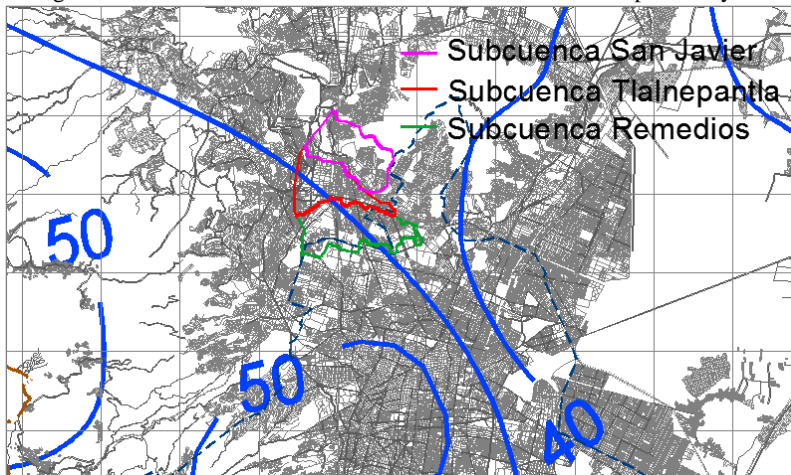 Subcuenca San Javier
Subcuenca Tlalnepantla
Subcuenca Remedios
50
50
40